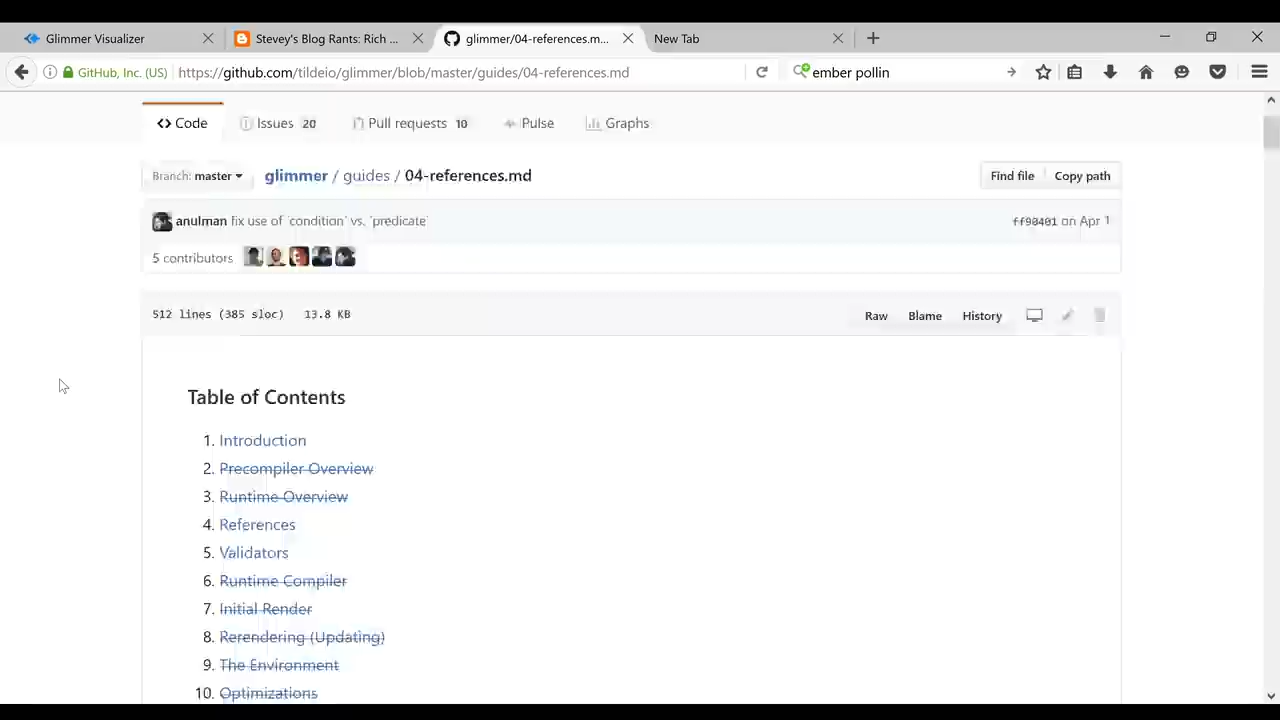 Glimmer Visualizer
Stevey's Blog Rants: Rich ...
glimmer/04-references.m...
New Tab
GitHub, Inc. (US) https://github.com/tildeio/glimmer/blob/master/guides/04-references.md
ember pollin
Code
Issues 20
Pull requests 10
Pulse
Graphs
Branch: master
glimmer / guides / 04-references.md
Find file
Copy path
anulman fix use of `condition` vs. `predicate`
ff90401 on Apr 1
5 contributors
512 lines (385 sloc) 13.8 KB
Raw
Blame
History
Table of Contents
1. Introduction
2. Precompiler Overview
3. Runtime Overview
4. References
5. Validators
6. Runtime Compiler
7. Initial Render
8. Rerendering (Updating)
9. The Environment
10. Optimizations